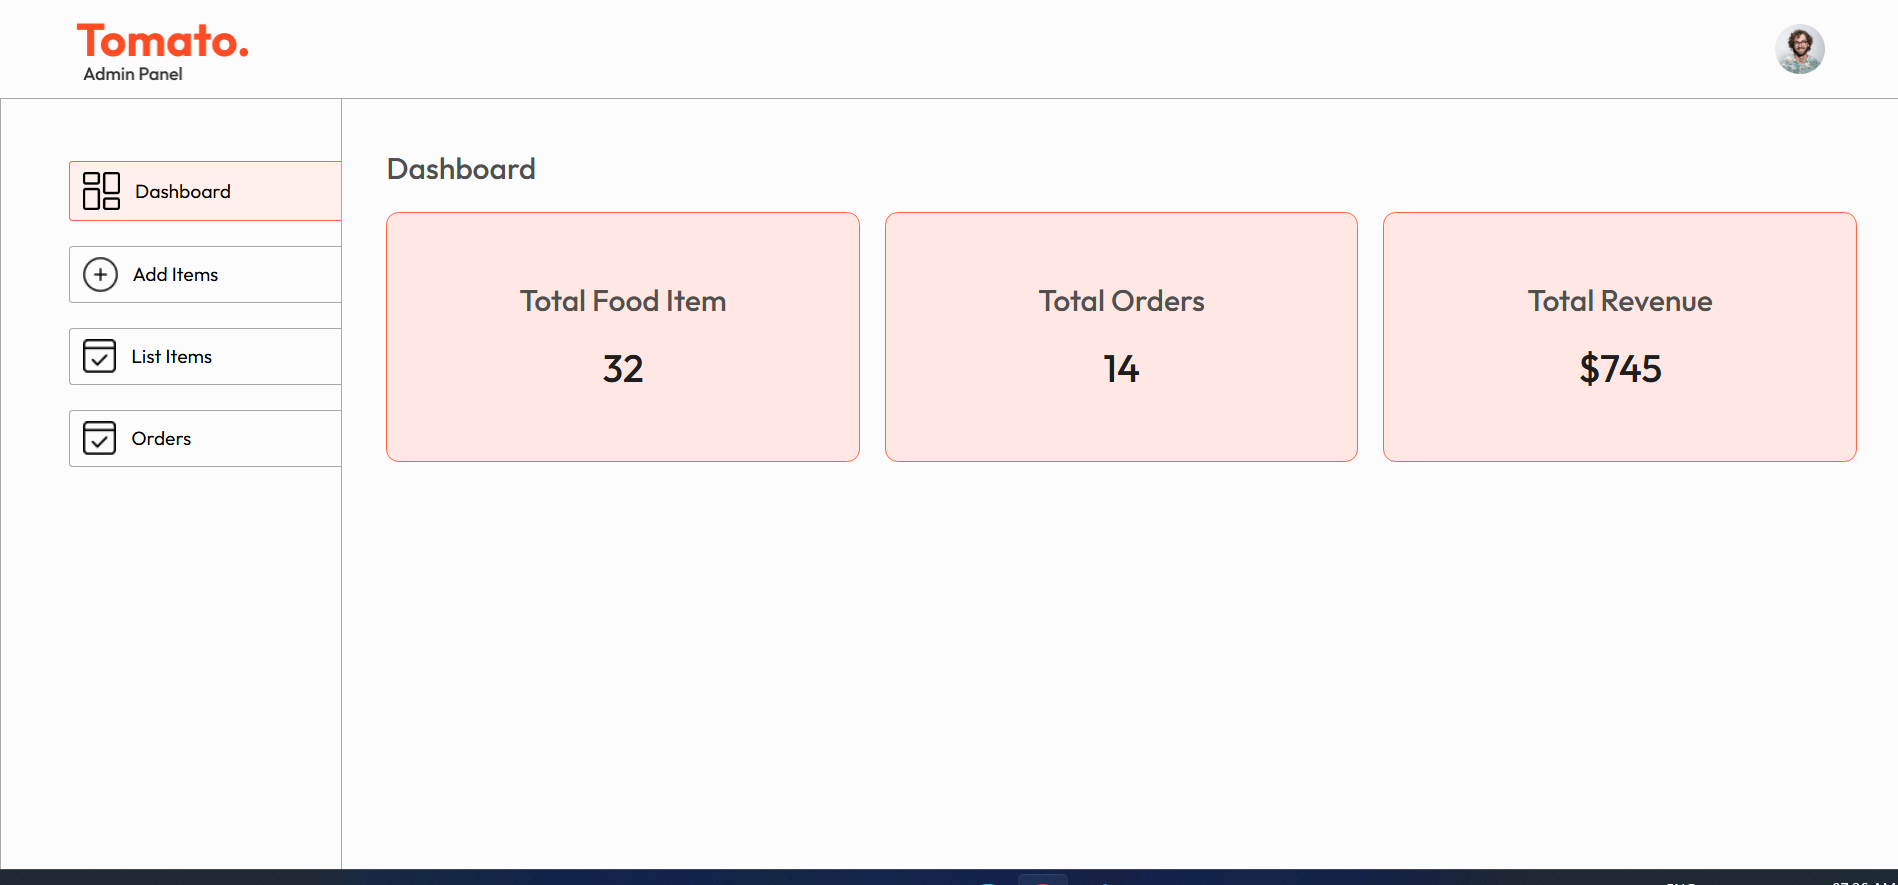 Tomato.
Admin Panel
Dashboard
Add Items
List Items
Orders
Dashboard
Total Food Item
32
Total Orders
14
Total Revenue
$745